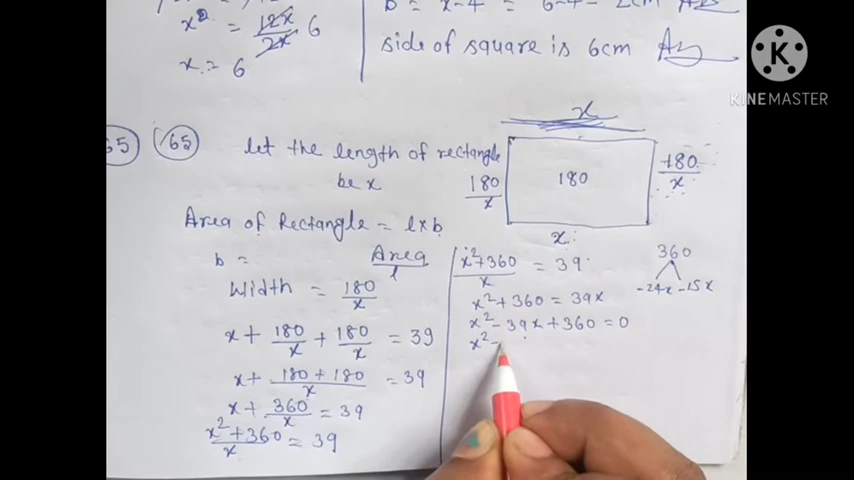 x² = 12x/2x 6
x = 6
b = x-4 = 6-4 = 2cm
side of square is 6cm
KINEMASTER
65
let the length of rectangle
be x
Area of Rectangle = l×b
b = Area/l
Width = 180/x
x + 180/x + 180/x = 39
x + 180+180/x = 39
x + 360/x = 39
x²+360/x = 39
x
180/x
180
180/x
x
x²+360/x = 39
x²+360 = 39x
x²-39x+360 = 0
x²-
360
-24x -15x